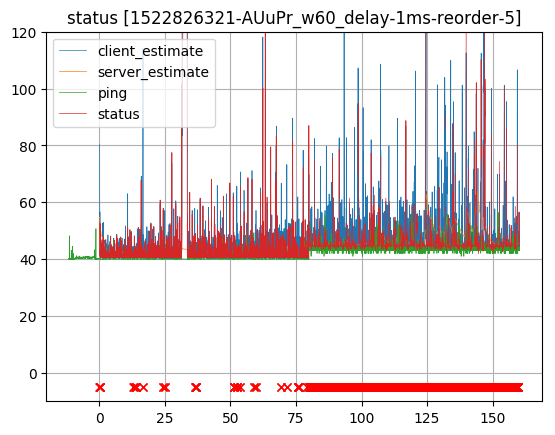 status [1522826321-AUuPr_w60_delay-1ms-reorder-5]
120
100
80
60
40
20
0
client_estimate
server_estimate
ping
status
0 25 50 75 100 125 150